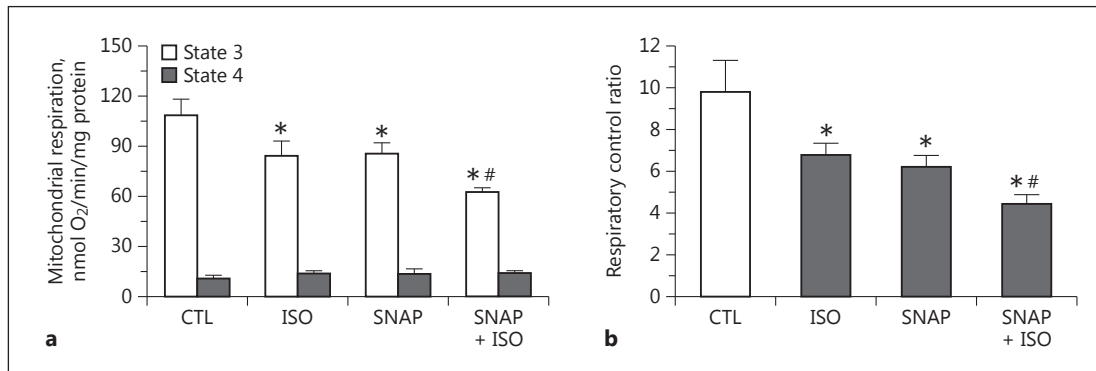 Mitochondrial respiration,
nmol O₂/min/mg protein
150
120
90
60
30
0
State 3
State 4
*
*
*#
CTL
ISO
SNAP
SNAP
+ ISO
a
Respiratory control ratio
12
10
8
6
4
2
0
*
*
*#
CTL
ISO
SNAP
SNAP
+ ISO
b